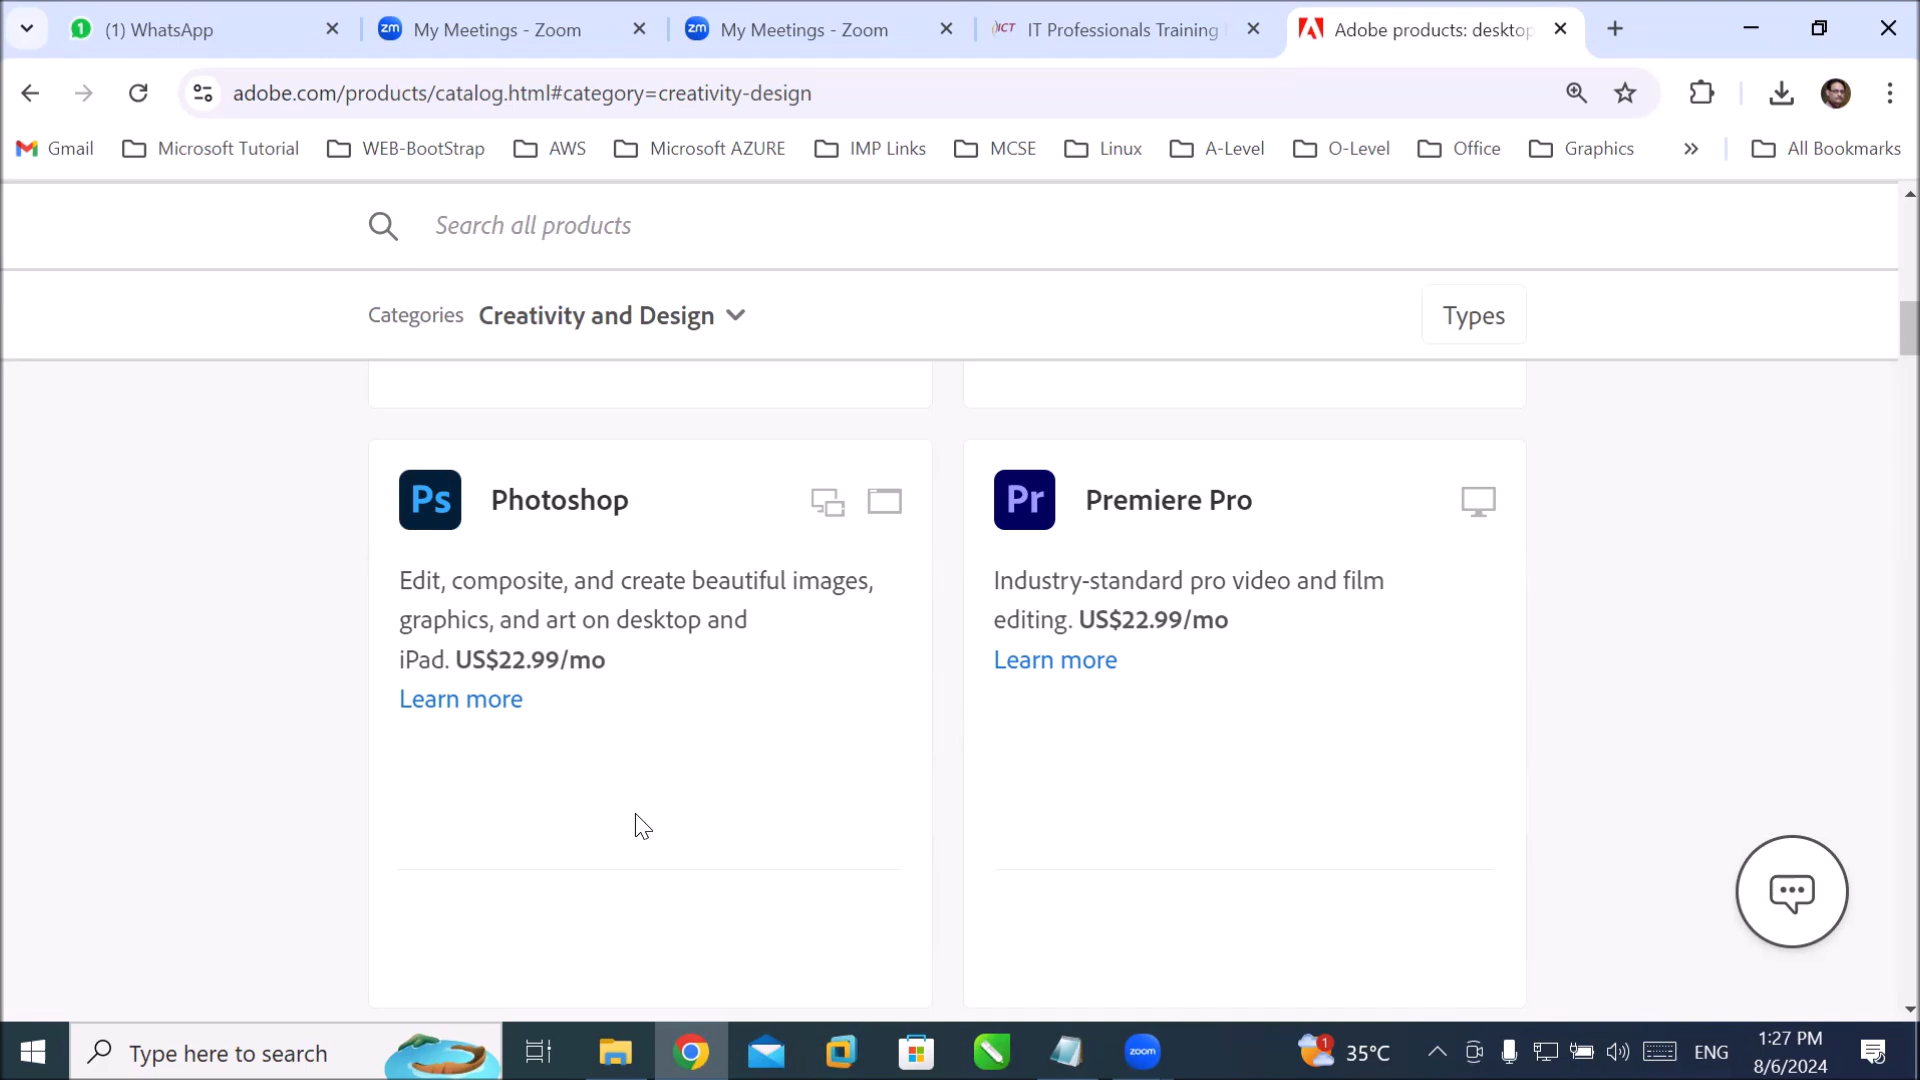 (1) WhatsApp
My Meetings - Zoom
My Meetings - Zoom
ICT IT Professionals Training
Adobe products: desktop
adobe.com/products/catalog.html#category=creativity-design
Gmail
Microsoft Tutorial
WEB-BootStrap
AWS
Microsoft AZURE
IMP Links
MCSE
Linux
A-Level
O-Level
Office
Graphics
»
All Bookmarks
Search all products
Categories Creativity and Design
Types
Ps Photoshop
Edit, composite, and create beautiful images,
graphics, and art on desktop and
iPad. US$22.99/mo
Learn more
Pr Premiere Pro
Industry-standard pro video and film
editing. US$22.99/mo
Learn more
Type here to search
zoom
1
35°C
ENG
1:27 PM
8/6/2024